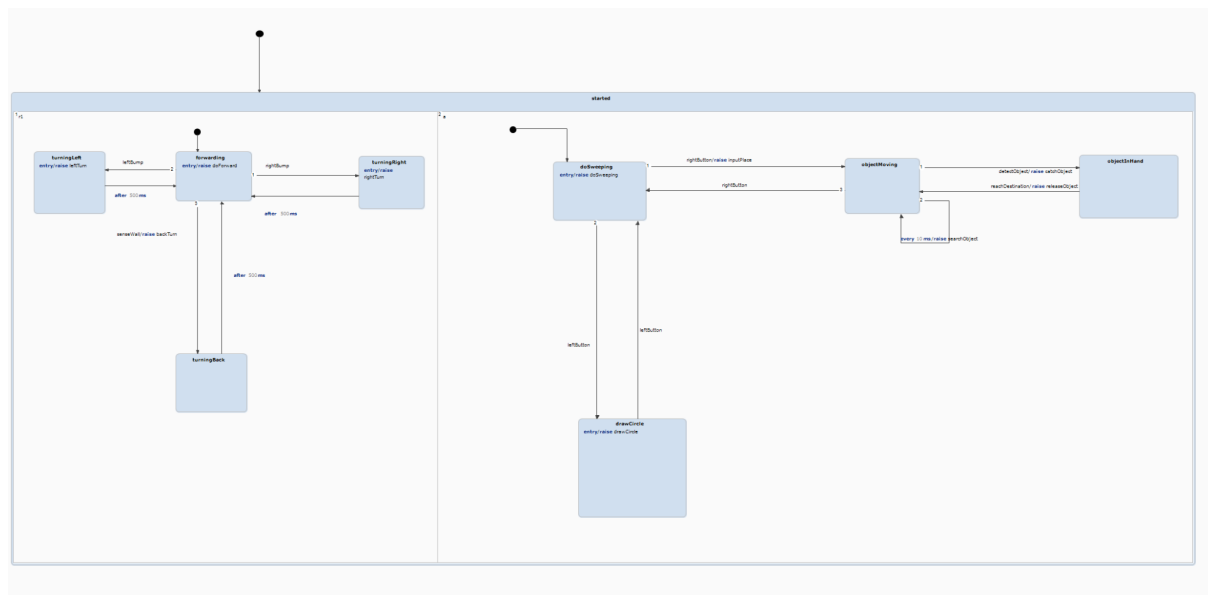 started
1
r1
2
turningLeft
entry/raise leftTurn
leftBump
2
forwarding
entry/raise doForward
rightBump
1
turningRight
entry/raise
rightTurn
after
ms
after
ms
3
senseWall/raise backTurn
after
ms
turningBack
doSweeping
entry/raise doSweeping
1
rightButton/raise inputPlace
rightButton
3
2
objectMoving
1
detectObject/ raise catchObject
reachDestination/ raise releaseObject
2
every 10 ms/raise searchObject
objectInHand
leftButton
leftButton
drawCircle
entry/raise drawCircle